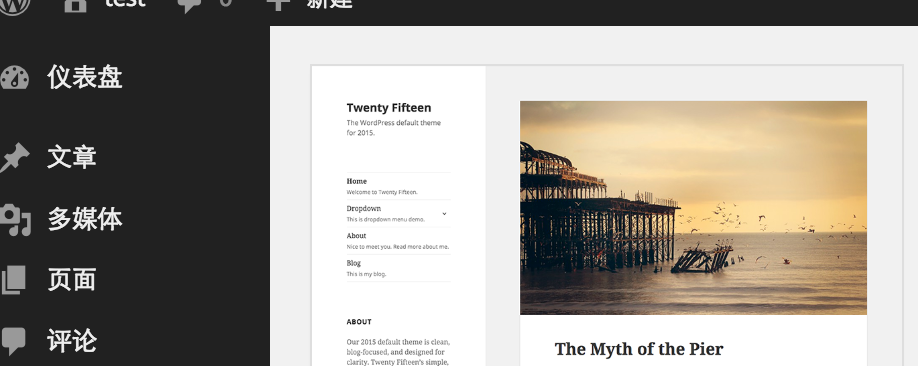 test 0 新建
仪表盘
文章
多媒体
页面
评论
Twenty Fifteen
The WordPress default theme
for 2015.
Home
Welcome to Twenty Fifteen.
Dropdown
This is dropdown menu demo.
About
Nice to meet you. Read more about me.
Blog
This is my blog.
ABOUT
Our 2015 default theme is clean,
blog-focused, and designed for
clarity. Twenty Fifteen's simple,
The Myth of the Pier